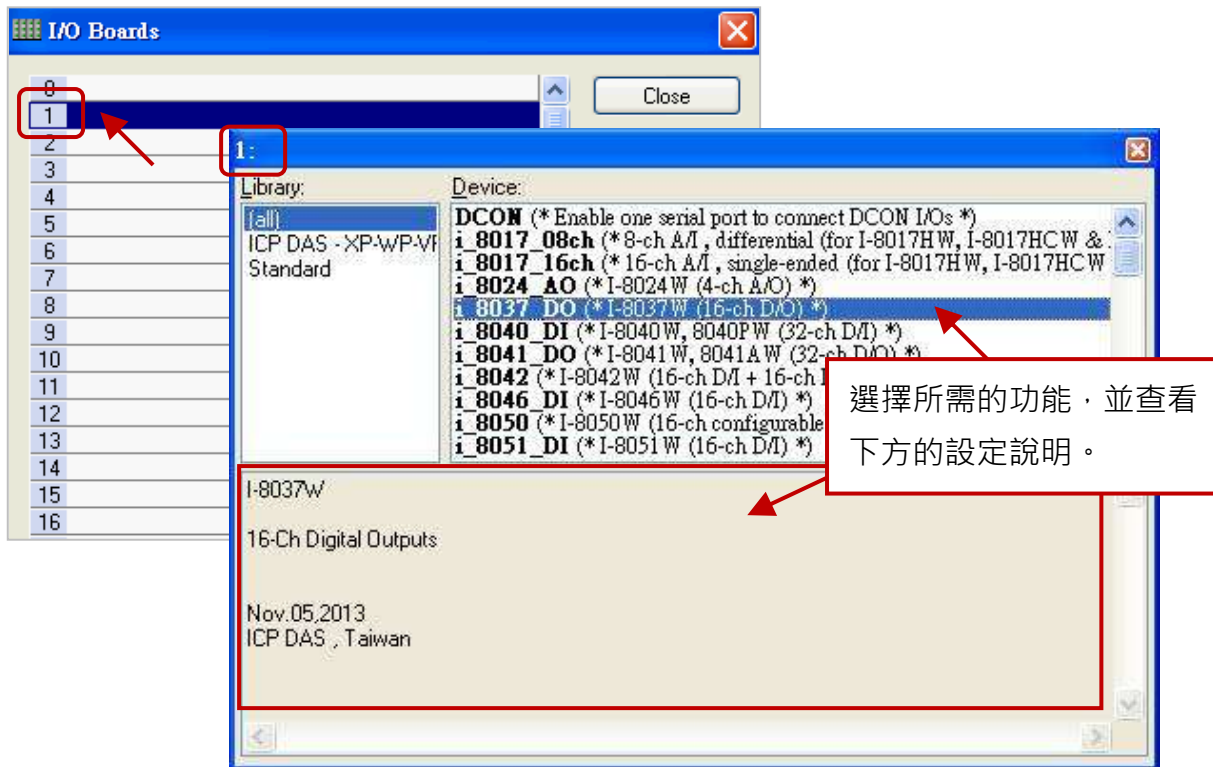 I/O Boards
Close
0
1
2
3
4
5
6
7
8
9
10
11
12
13
14
15
16
1:
Library:
(all)
ICP DAS - XP-WP-VP
Standard
Device:
DCON (* Enable one serial port to connect DCON I/Os *)
i_8017_08ch (* 8-ch A/I , differential (for I-8017HW, I-8017HCW &
i_8017_16ch (* 16-ch A/I , single-ended (for I-8017HW, I-8017HCW
i_8024_AO (* I-8024W (4-ch A/O) *)
i_8037_DO (* I-8037W (16-ch D/O) *)
i_8040_DI (* I-8040W, 8040PW (32-ch D/I) *)
i_8041_DO (* I-8041W, 8041AW (32-ch D/O) *)
i_8042 (* I-8042W (16-ch D/I + 16-ch
i_8046_DI (* I-8046W (16-ch D/I) *)
i_8050 (* I-8050W (16-ch configurable
i_8051_DI (* I-8051W (16-ch D/I) *)
選擇所需的功能，並查看
下方的設定說明。
I-8037W
16-Ch Digital Outputs
Nov.05,2013
ICP DAS , Taiwan